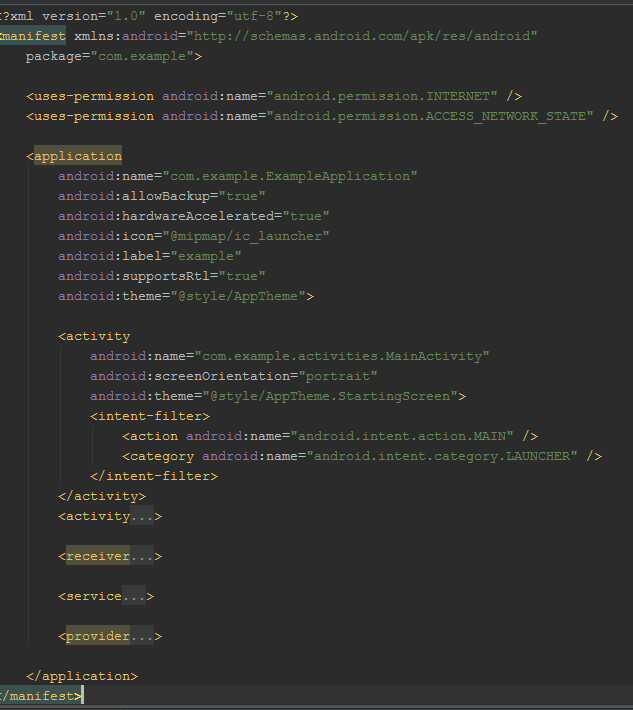 <?xml version="1.0" encoding="utf-8"?>
<manifest xmlns:android="http://schemas.android.com/apk/res/android"
    package="com.example">

    <uses-permission android:name="android.permission.INTERNET" />
    <uses-permission android:name="android.permission.ACCESS_NETWORK_STATE" />

    <application
        android:name="com.example.ExampleApplication"
        android:allowBackup="true"
        android:hardwareAccelerated="true"
        android:icon="@mipmap/ic_launcher"
        android:label="example"
        android:supportsRtl="true"
        android:theme="@style/AppTheme">

        <activity
            android:name="com.example.activities.MainActivity"
            android:screenOrientation="portrait"
            android:theme="@style/AppTheme.StartingScreen">
            <intent-filter>
                <action android:name="android.intent.action.MAIN" />
                <category android:name="android.intent.category.LAUNCHER" />
            </intent-filter>
        </activity>
        <activity...>

        <receiver...>

        <service...>

        <provider...>

    </application>
</manifest>